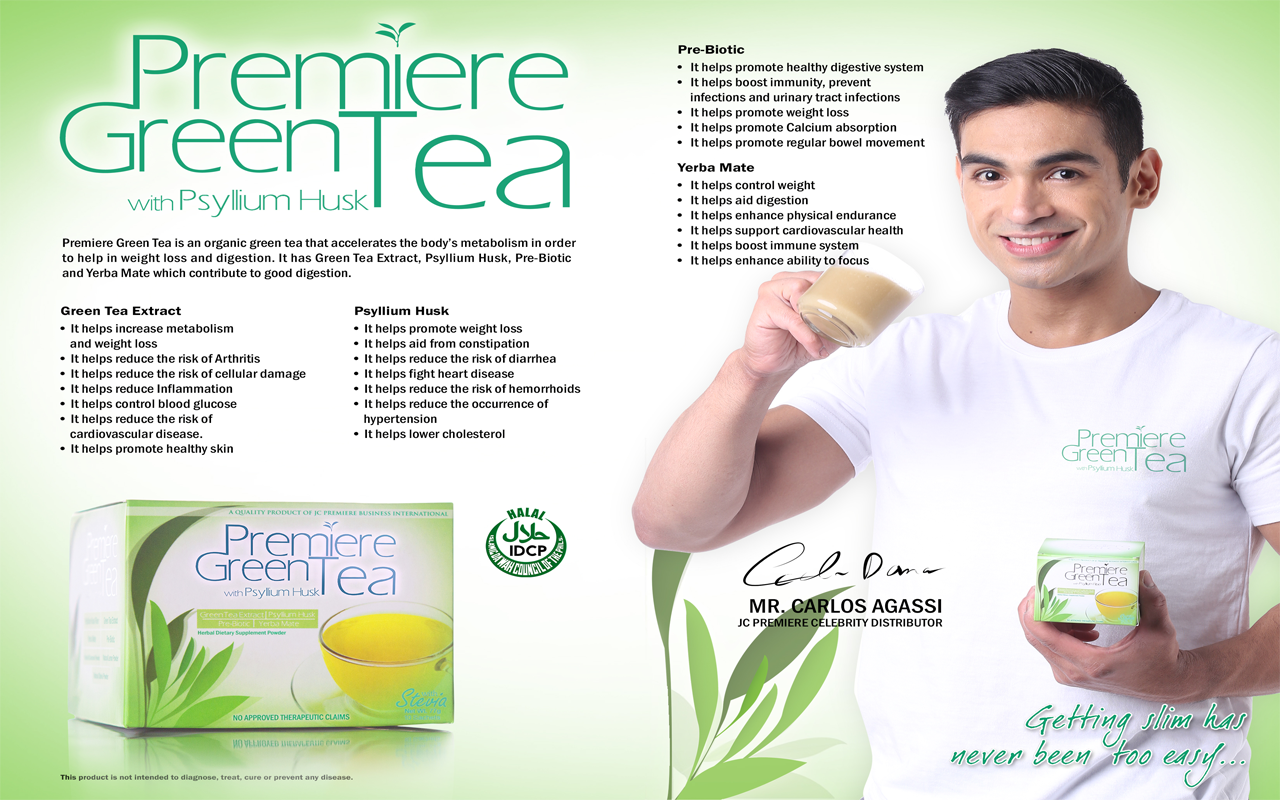 Premiere
Green Tea
with Psyllium Husk
Premiere Green Tea is an organic green tea that accelerates the body's metabolism in order
to help in weight loss and digestion. It has Green Tea Extract, Psyllium Husk, Pre-Biotic
and Yerba Mate which contribute to good digestion.
Green Tea Extract
• It helps increase metabolism
and weight loss
• It helps reduce the risk of Arthritis
• It helps reduce the risk of cellular damage
• It helps reduce Inflammation
• It helps control blood glucose
• It helps reduce the risk of
cardiovascular disease.
• It helps promote healthy skin
Psyllium Husk
• It helps promote weight loss
• It helps aid from constipation
• It helps reduce the risk of diarrhea
• It helps fight heart disease
• It helps reduce the risk of hemorrhoids
• It helps reduce the occurrence of
hypertension
• It helps lower cholesterol
A QUALITY PRODUCT OF JC PREMIERE BUSINESS INTERNATIONAL
Premiere
Green Tea
with Psyllium Husk
Green Tea Extract | Psyllium Husk
Pre-Biotic | Yerba Mate
Herbal Dietary Supplement Powder
Stevia
NO APPROVED THERAPEUTIC CLAIMS
HALAL
حلال
IDCP
ISLAMIC DA'WAH COUNCIL OF THE PHILS.
This product is not intended to diagnose, treat, cure or prevent any disease.
Pre-Biotic
• It helps promote healthy digestive system
• It helps boost immunity, prevent
infections and urinary tract infections
• It helps promote weight loss
• It helps promote Calcium absorption
• It helps promote regular bowel movement
Yerba Mate
• It helps control weight
• It helps aid digestion
• It helps enhance physical endurance
• It helps support cardiovascular health
• It helps boost immune system
• It helps enhance ability to focus
Premiere
Green Tea
with Psyllium Husk
Premiere
Green Tea
MR. CARLOS AGASSI
JC PREMIERE CELEBRITY DISTRIBUTOR
Getting slim has
never been too easy...